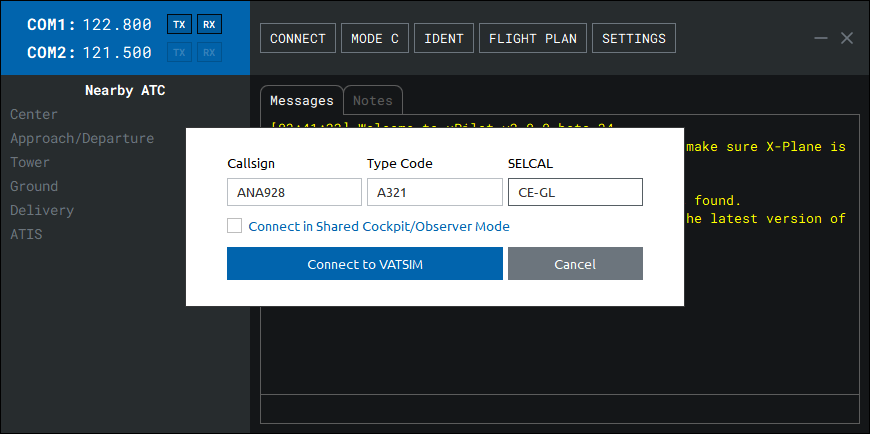 COM1: 122.800 TX RX
COM2: 121.500 TX RX
CONNECT MODE C IDENT FLIGHT PLAN SETTINGS
Nearby ATC
Center
Approach/Departure
Tower
Ground
Delivery
ATIS
Messages Notes
make sure X-Plane is
found.
the latest version of
Callsign Type Code SELCAL
ANA928 A321 CE-GL
Connect in Shared Cockpit/Observer Mode
Connect to VATSIM Cancel